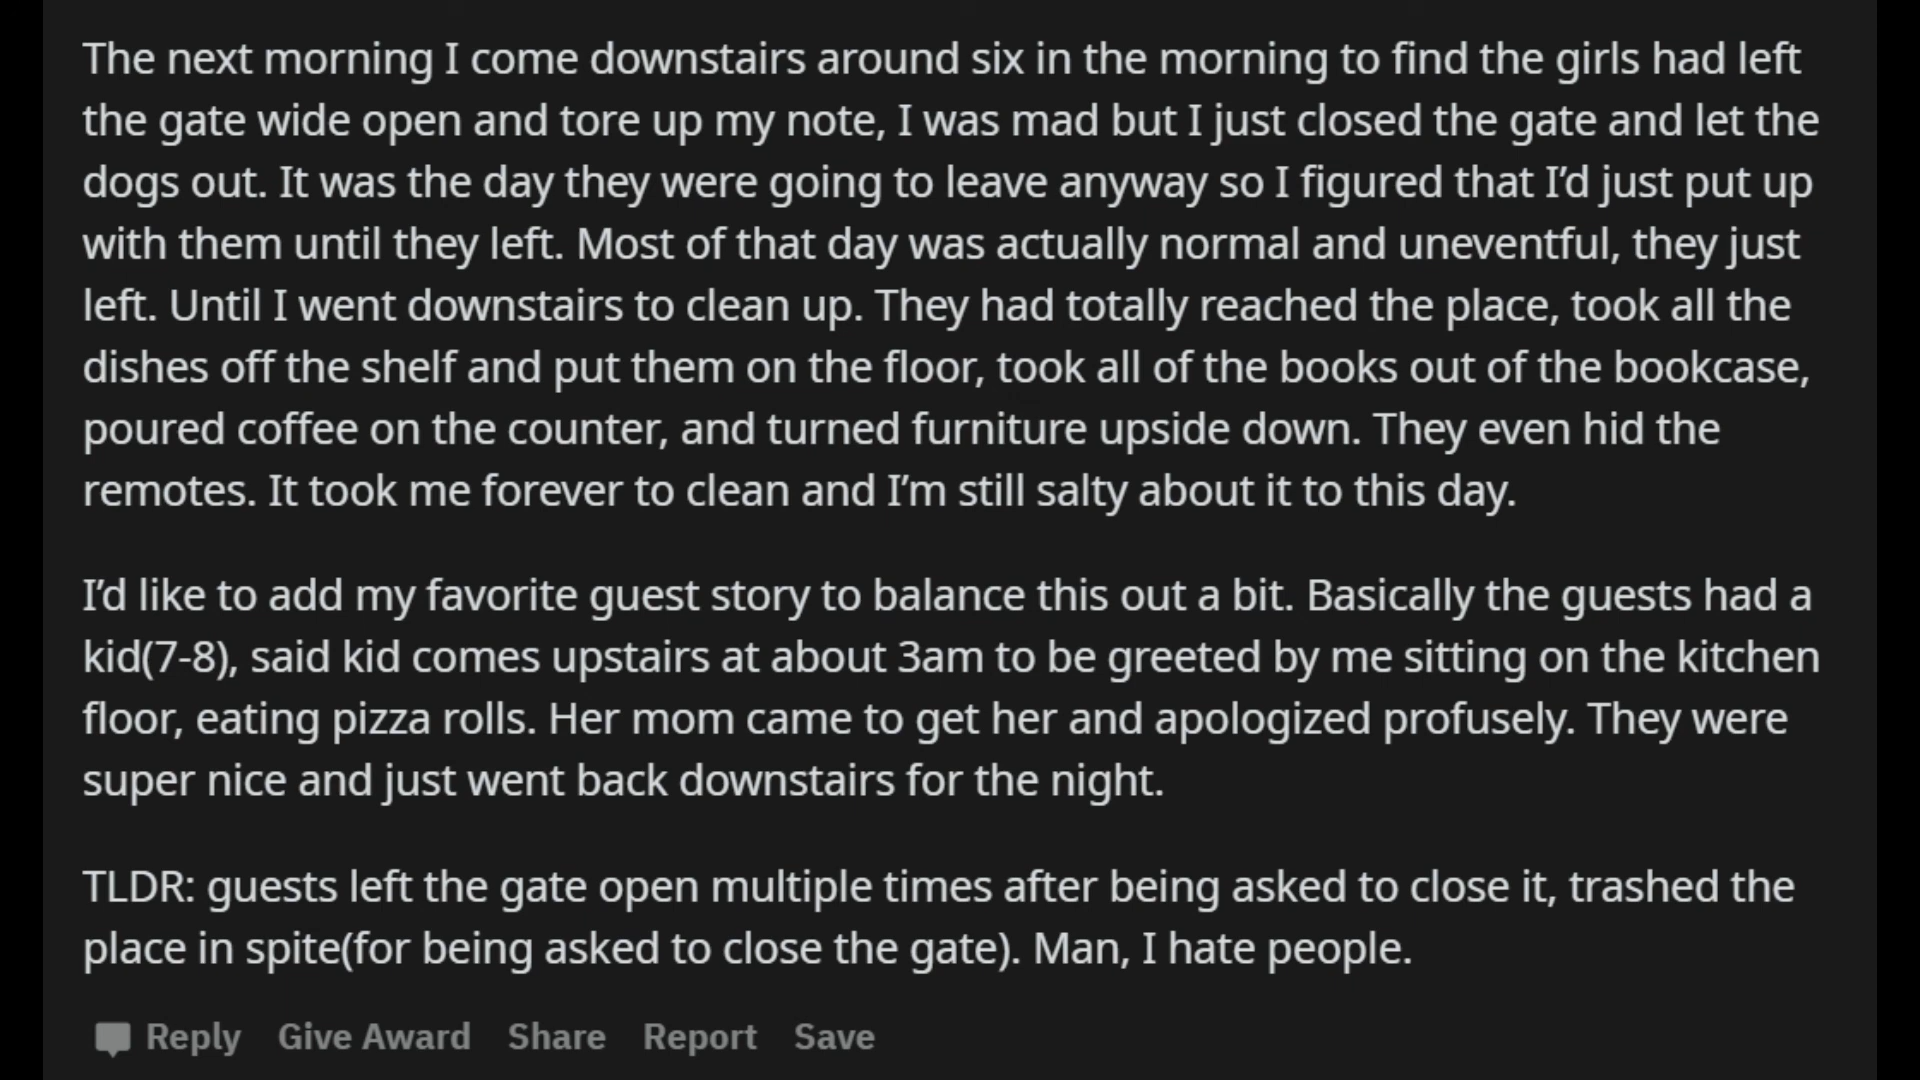 The next morning I come downstairs around six in the morning to find the girls had left
the gate wide open and tore up my note, I was mad but I just closed the gate and let the
dogs out. It was the day they were going to leave anyway so I figured that I’d just put up
with them until they left. Most of that day was actually normal and uneventful, they just
left. Until I went downstairs to clean up. They had totally reached the place, took all the
dishes off the shelf and put them on the floor, took all of the books out of the bookcase,
poured coffee on the counter, and turned furniture upside down. They even hid the
remotes. It took me forever to clean and I’m still salty about it to this day.
I’d like to add my favorite guest story to balance this out a bit. Basically the guests had a
kid(7-8), said kid comes upstairs at about 3am to be greeted by me sitting on the kitchen
floor, eating pizza rolls. Her mom came to get her and apologized profusely. They were
super nice and just went back downstairs for the night.
TLDR: guests left the gate open multiple times after being asked to close it, trashed the
place in spite(for being asked to close the gate). Man, I hate people.
Reply Give Award Share Report Save